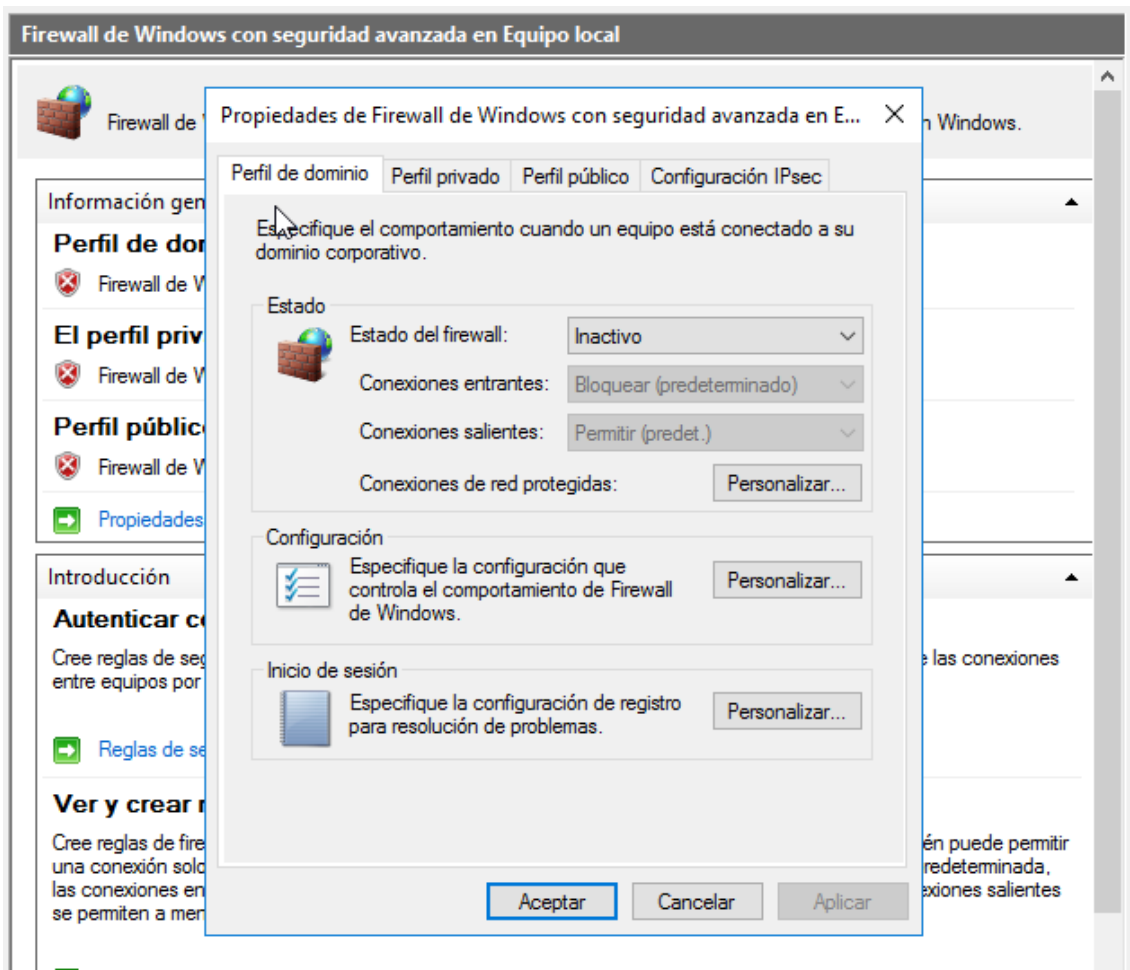 Firewall de Windows con seguridad avanzada en Equipo local
Firewall de
n Windows.
Propiedades de Firewall de Windows con seguridad avanzada en E...
Perfil de dominio
Perfil privado
Perfil público
Configuración IPsec
Especifique el comportamiento cuando un equipo está conectado a su
dominio corporativo.
Estado
Estado del firewall:
Inactivo
Conexiones entrantes:
Bloquear (predeterminado)
Conexiones salientes:
Permitir (predet.)
Conexiones de red protegidas:
Personalizar...
Configuración
Especifique la configuración que
controla el comportamiento de Firewall
de Windows.
Personalizar...
Inicio de sesión
Especifique la configuración de registro
para resolución de problemas.
Personalizar...
Aceptar
Cancelar
Aplicar
Información gen
Perfil de dor
Firewall de W
El perfil priv
Firewall de W
Perfil público
Firewall de W
Propiedades
Introducción
Autenticar co
Cree reglas de seg
e las conexiones
entre equipos por
Reglas de se
Ver y crear r
Cree reglas de fire
én puede permitir
una conexión solo
redeterminada,
las conexiones en
exiones salientes
se permiten a men